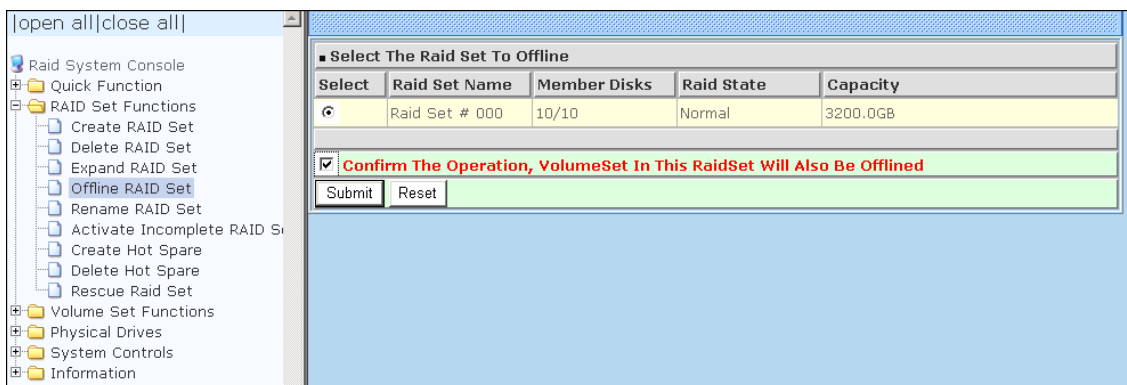 |open all|close all|
Raid System Console
Quick Function
RAID Set Functions
Create RAID Set
Delete RAID Set
Expand RAID Set
Offline RAID Set
Rename RAID Set
Activate Incomplete RAID
Create Hot Spare
Delete Hot Spare
Rescue Raid Set
Volume Set Functions
Physical Drives
System Controls
Information
Select The Raid Set To Offline
Select Raid Set Name Member Disks Raid State Capacity
Raid Set # 000 10/10 Normal 3200.0GB
Confirm The Operation, VolumeSet In This RaidSet Will Also Be Offlined
Submit Reset